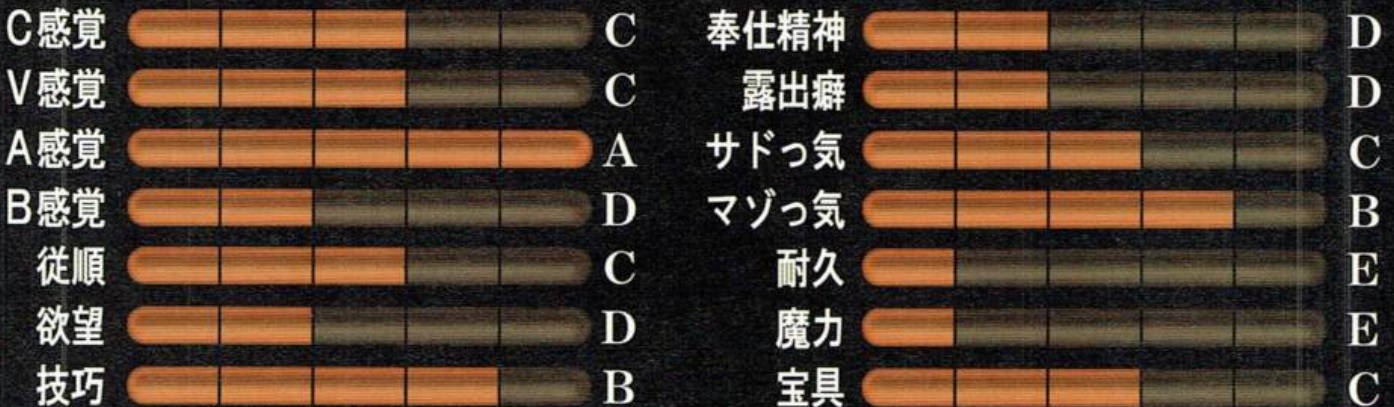 C感覚 C 奉仕精神 D
V感覚 C 露出癖 D
A感覚 A サドっ気 C
B感覚 D マゾっ気 B
従順 C 耐久 E
欲望 D 魔力 E
技巧 B 宝具 C